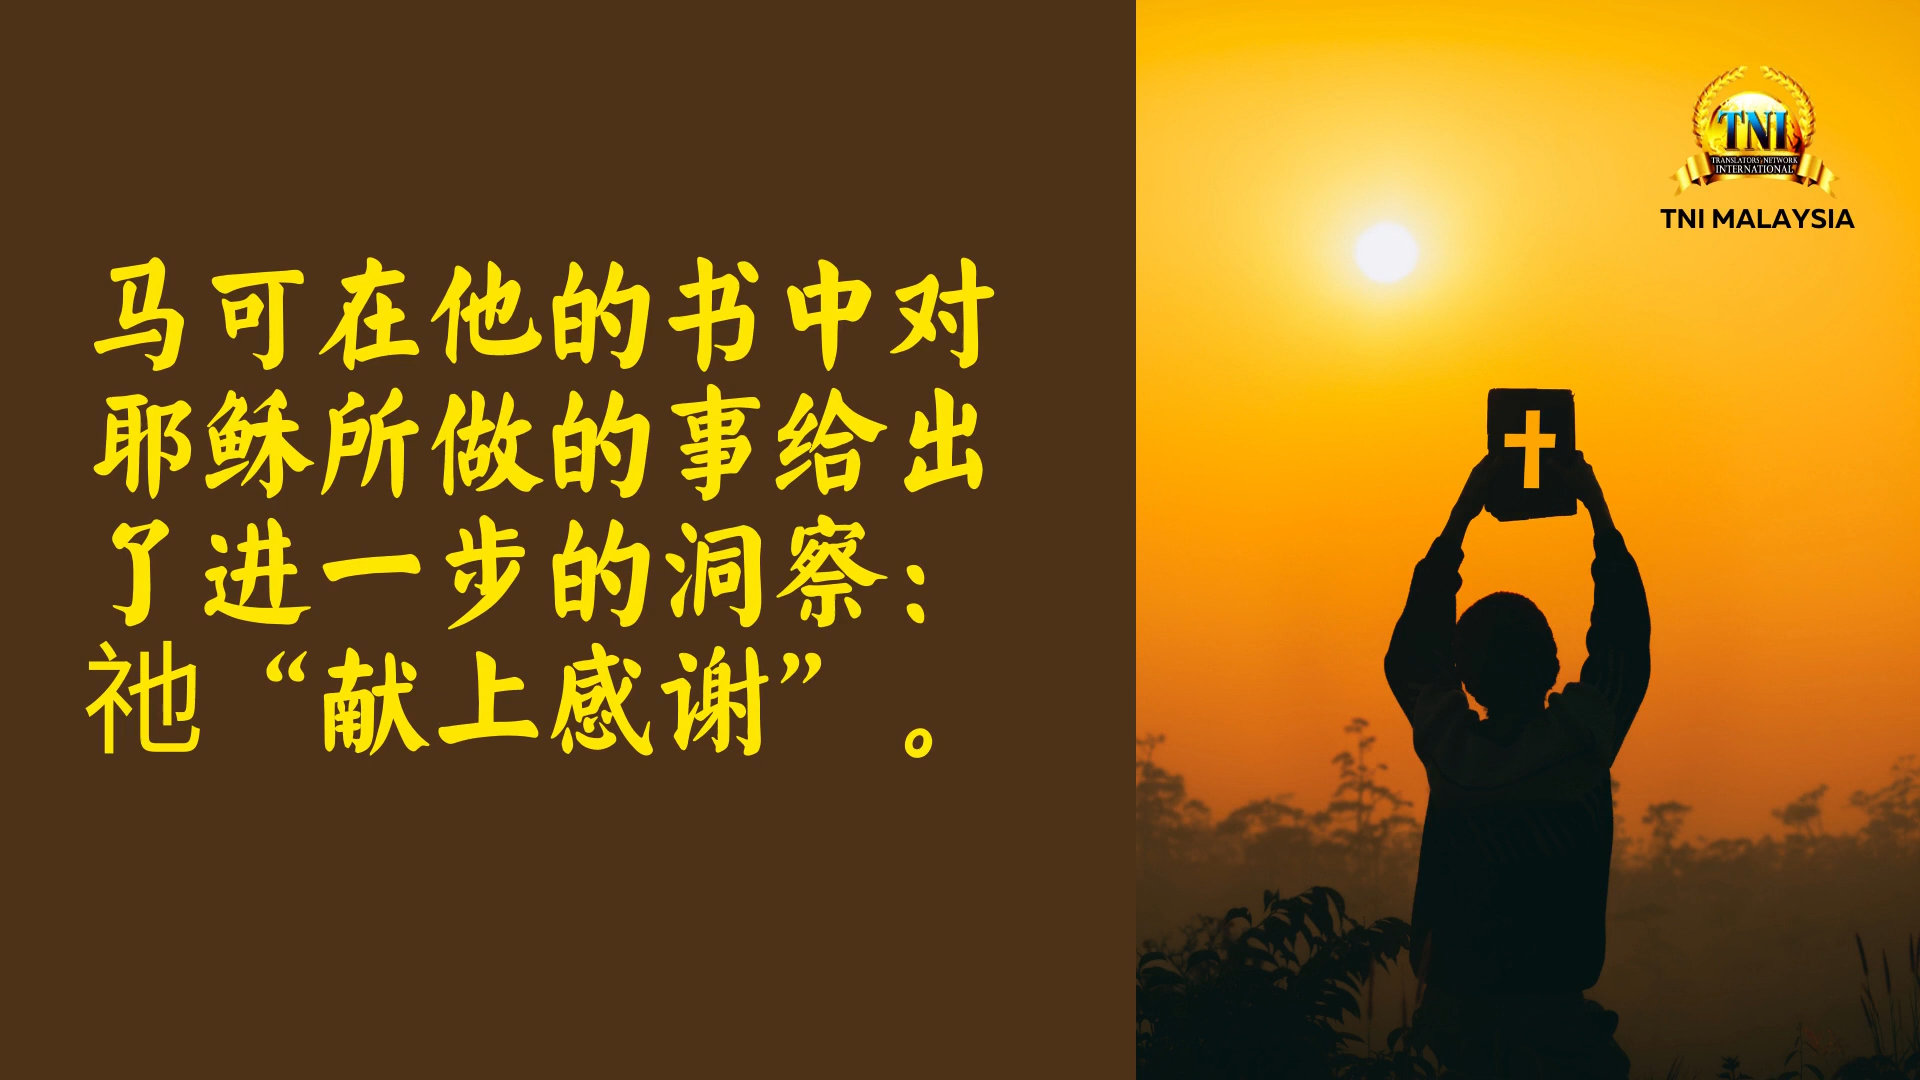 马可在他的书中对
耶稣所做的事给出
了进一步的洞察：
祂“献上感谢”。
TNI
TRANSLATORS NETWORK
INTERNATIONAL
TNI MALAYSIA